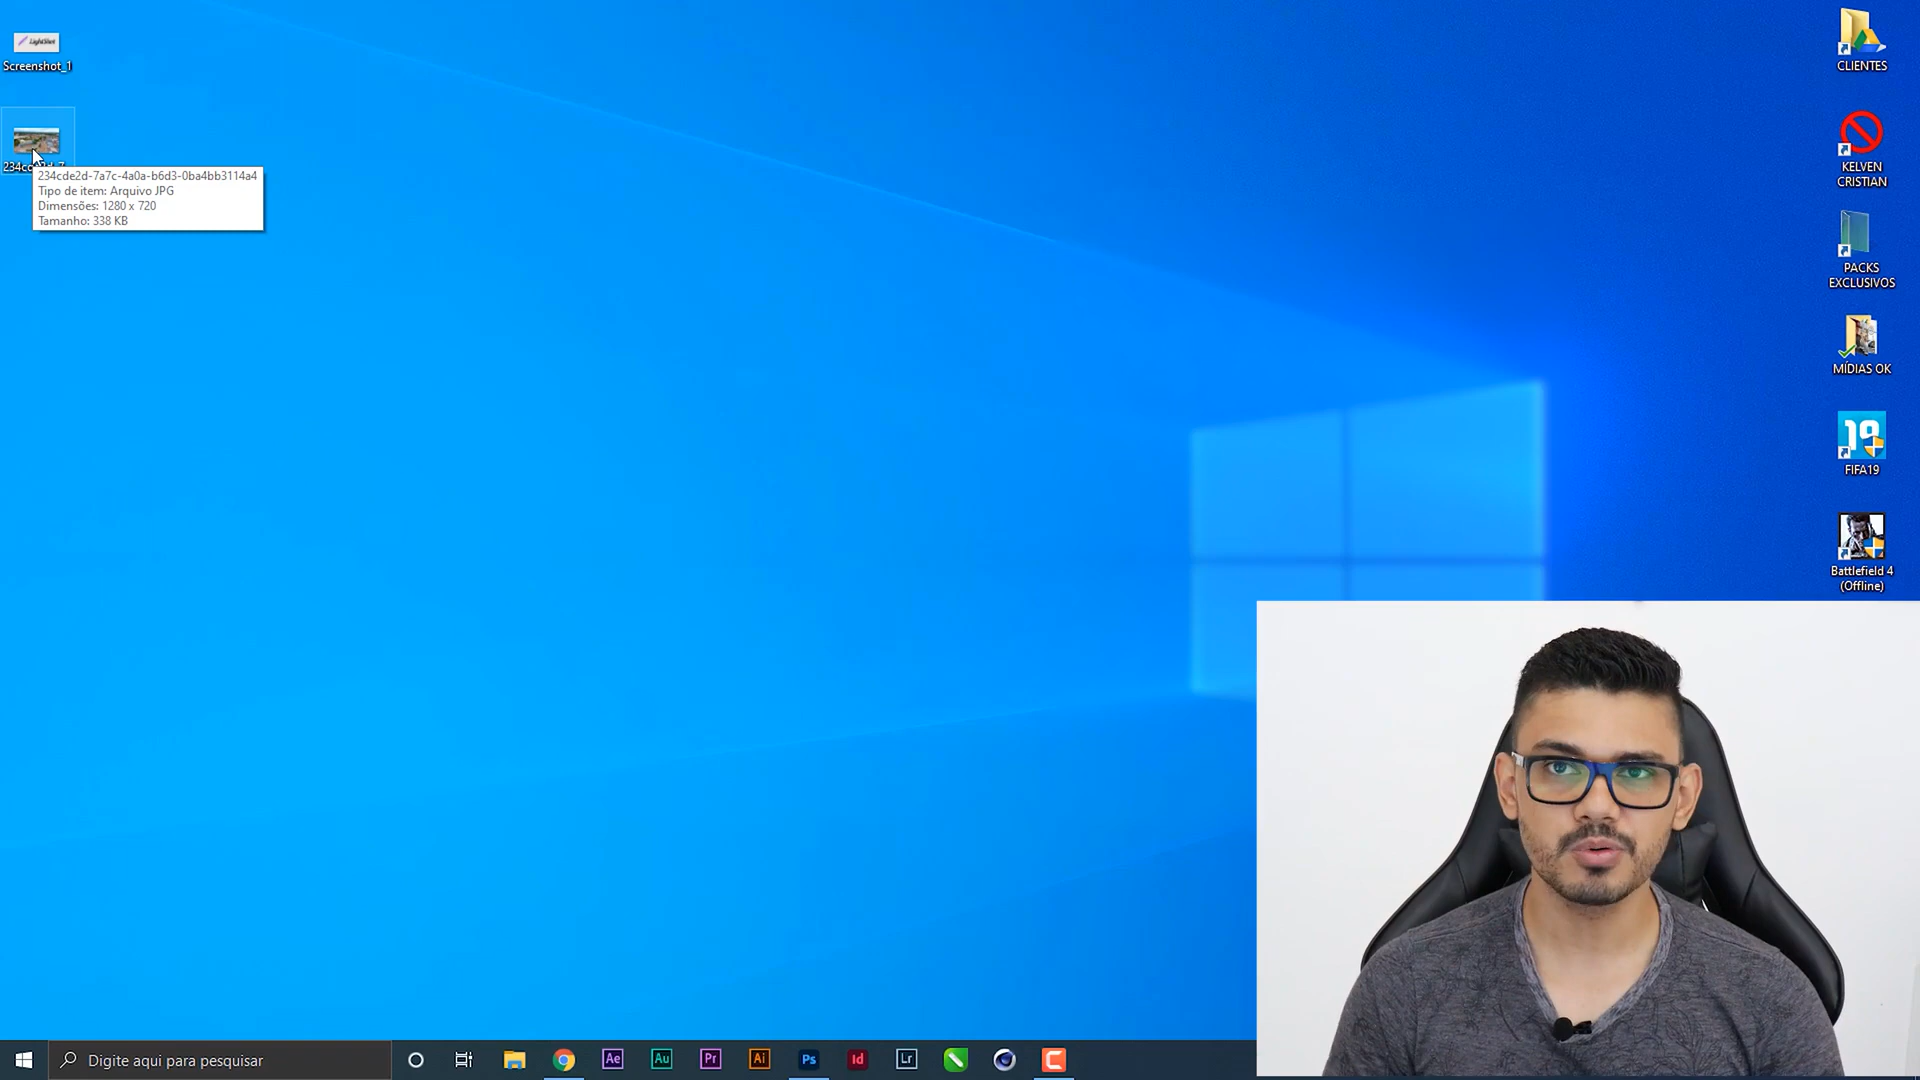 LightShot
Screenshot_1
234cde2d-7a7c-4a0a-b6d3-0ba4bb3114a4
Tipo de item: Arquivo JPG
Dimensões: 1280 x 720
Tamanho: 338 KB
CLIENTES
KELVEN
CRISTIAN
PACKS
EXCLUSIVOS
MÍDIAS OK
19
FIFA19
Battlefield 4
(Offline)
Digite aqui para pesquisar
Ae
Au
Pr
Ai
Ps
Id
Lr